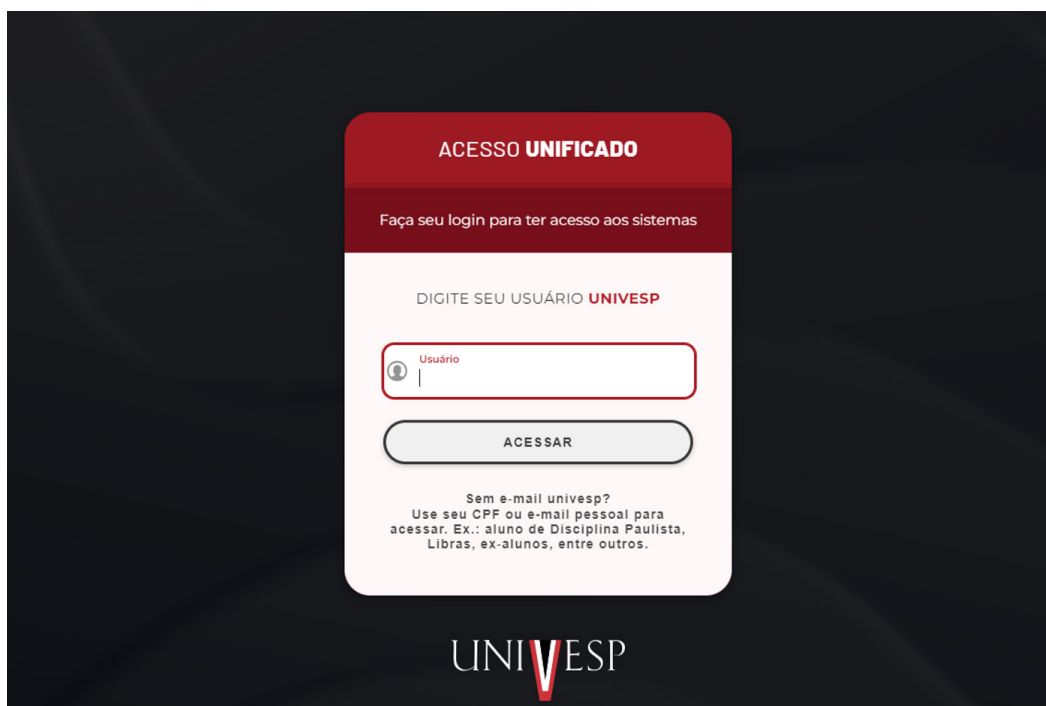 ACESSO UNIFICADO
Faça seu login para ter acesso aos sistemas
DIGITE SEU USUÁRIO UNIVESP
Usuário
ACESSAR
Sem e-mail univesp?
Use seu CPF ou e-mail pessoal para
acessar. Ex.: aluno de Disciplina Paulista,
Libras, ex-alunos, entre outros.
UNIVESP